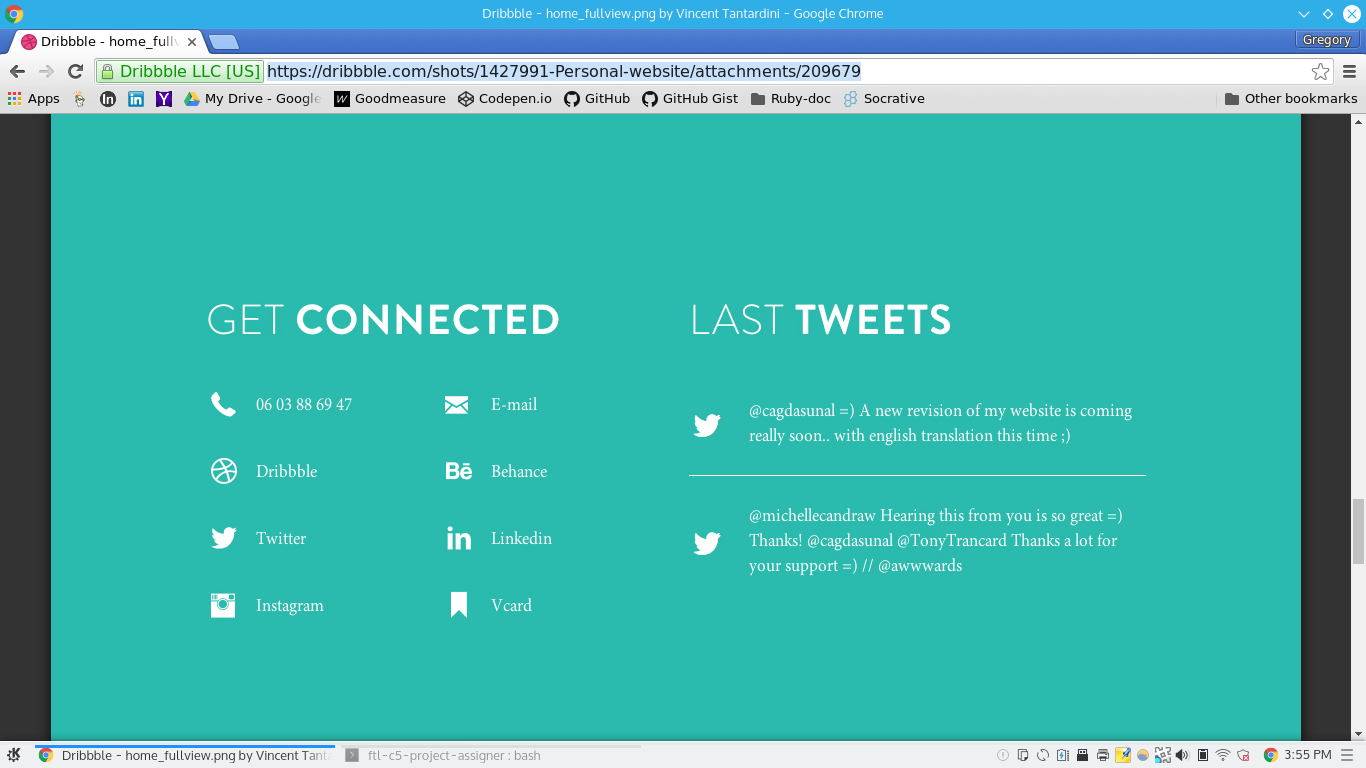 Dribbble - home_fullview.png by Vincent Tantardini - Google Chrome
Dribbble - home_full
Gregory
Dribbble LLC [US] https://dribbble.com/shots/1427991-Personal-website/attachments/209679
Apps My Drive - Google Goodmeasure Codepen.io GitHub GitHub Gist Ruby-doc Socrative Other bookmarks
GET CONNECTED
06 03 88 69 47 E-mail
Dribbble Behance
Twitter Linkedin
Instagram Vcard
LAST TWEETS
@cagdasunal =) A new revision of my website is coming
really soon.. with english translation this time ;)
@michellecandraw Hearing this from you is so great =)
Thanks! @cagdasunal @TonyTrancard Thanks a lot for
your support =) // @awwwards
Dribbble - home_fullview.png by Vincent Tant ftl-c5-project-assigner : bash 3:55 PM